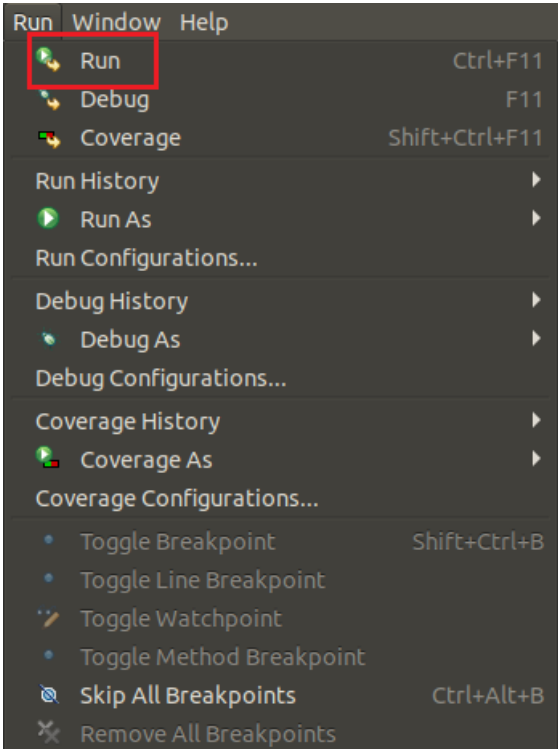 Run Window Help
Run Ctrl+F11
Debug F11
Coverage Shift+Ctrl+F11
Run History
Run As
Run Configurations...
Debug History
Debug As
Debug Configurations...
Coverage History
Coverage As
Coverage Configurations...
Toggle Breakpoint Shift+Ctrl+B
Toggle Line Breakpoint
Toggle Watchpoint
Toggle Method Breakpoint
Skip All Breakpoints Ctrl+Alt+B
Remove All Breakpoints